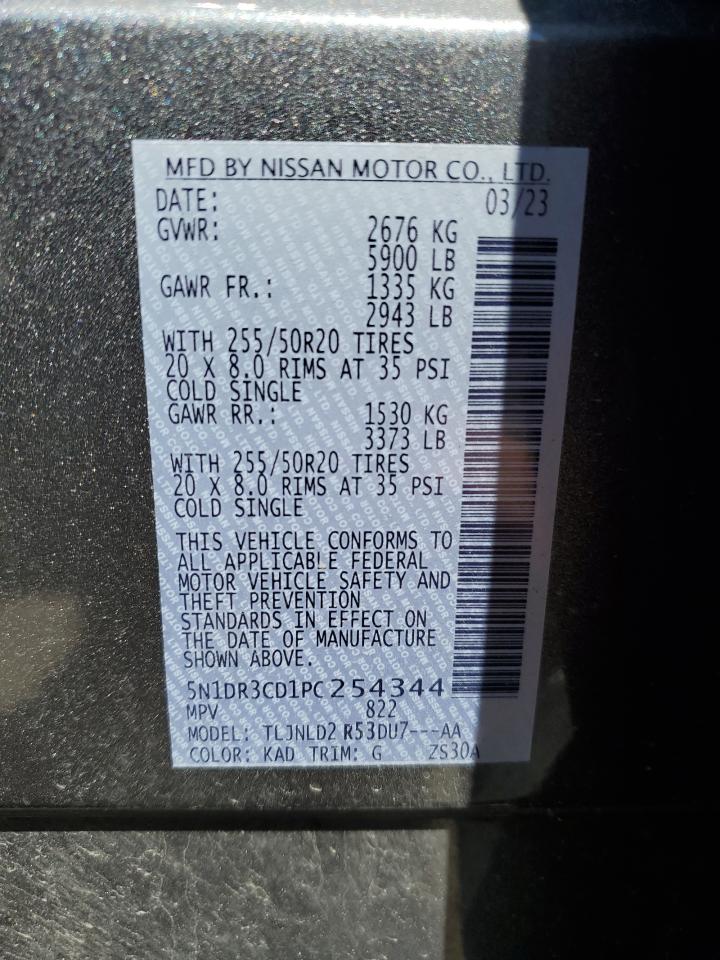 MFD BY NISSAN MOTOR CO., LTD.
DATE: 03/23
GVWR: 2676 KG
5900 LB
GAWR FR.: 1335 KG
2943 LB
WITH 255/50R20 TIRES
20 X 8.0 RIMS AT 35 PSI
COLD SINGLE
GAWR RR.: 1530 KG
3373 LB
WITH 255/50R20 TIRES
20 X 8.0 RIMS AT 35 PSI
COLD SINGLE
THIS VEHICLE CONFORMS TO
ALL APPLICABLE FEDERAL
MOTOR VEHICLE SAFETY AND
THEFT PREVENTION
STANDARDS IN EFFECT ON
THE DATE OF MANUFACTURE
SHOWN ABOVE.
5N1DR3CD1PC254344
MPV 822
MODEL: TLJNLD2 R53DU7---AA
COLOR: KAD TRIM: G ZS30A